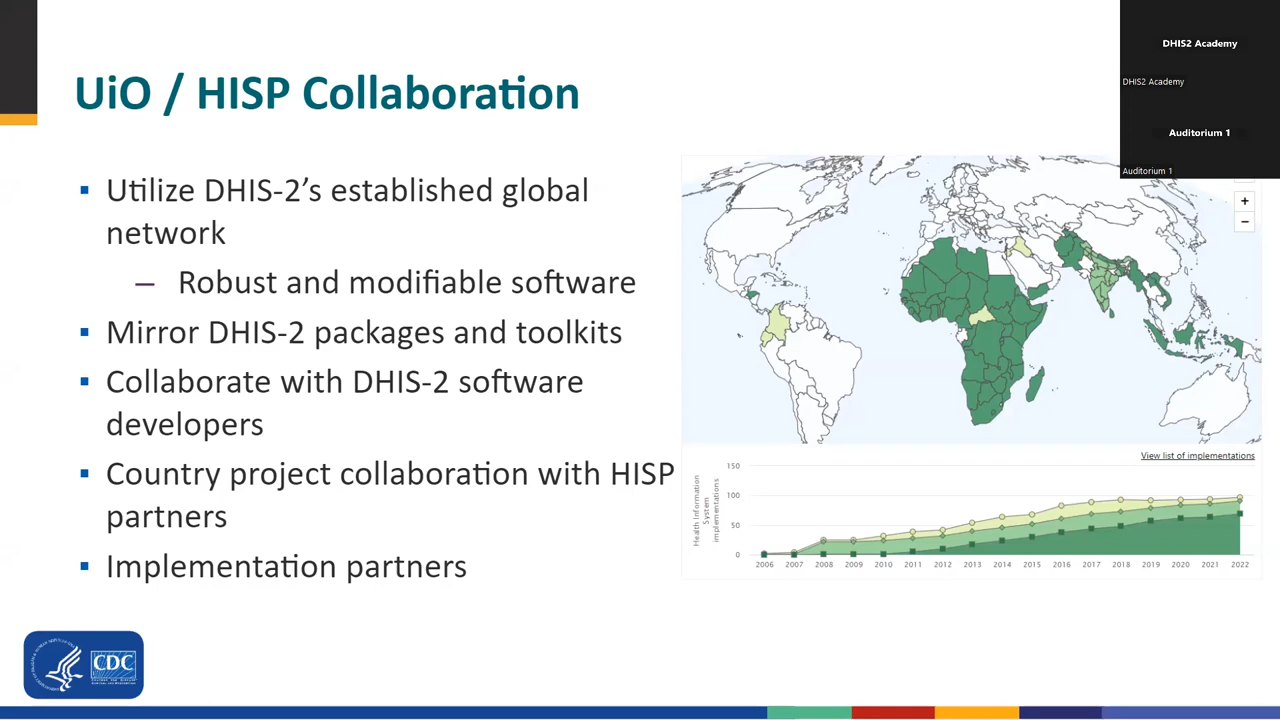 UiO / HISP Collaboration
DHIS2 Academy
DHIS2 Academy
Auditorium 1
Auditorium 1
▪ Utilize DHIS-2's established global
network
– Robust and modifiable software
▪ Mirror DHIS-2 packages and toolkits
▪ Collaborate with DHIS-2 software
developers
▪ Country project collaboration with HISP
partners
▪ Implementation partners
+
−
View list of implementations
Health Information
System
implementations
150
100
50
0
2006 2007 2008 2009 2010 2011 2012 2013 2014 2015 2016 2017 2018 2019 2020 2021 2022
CDC